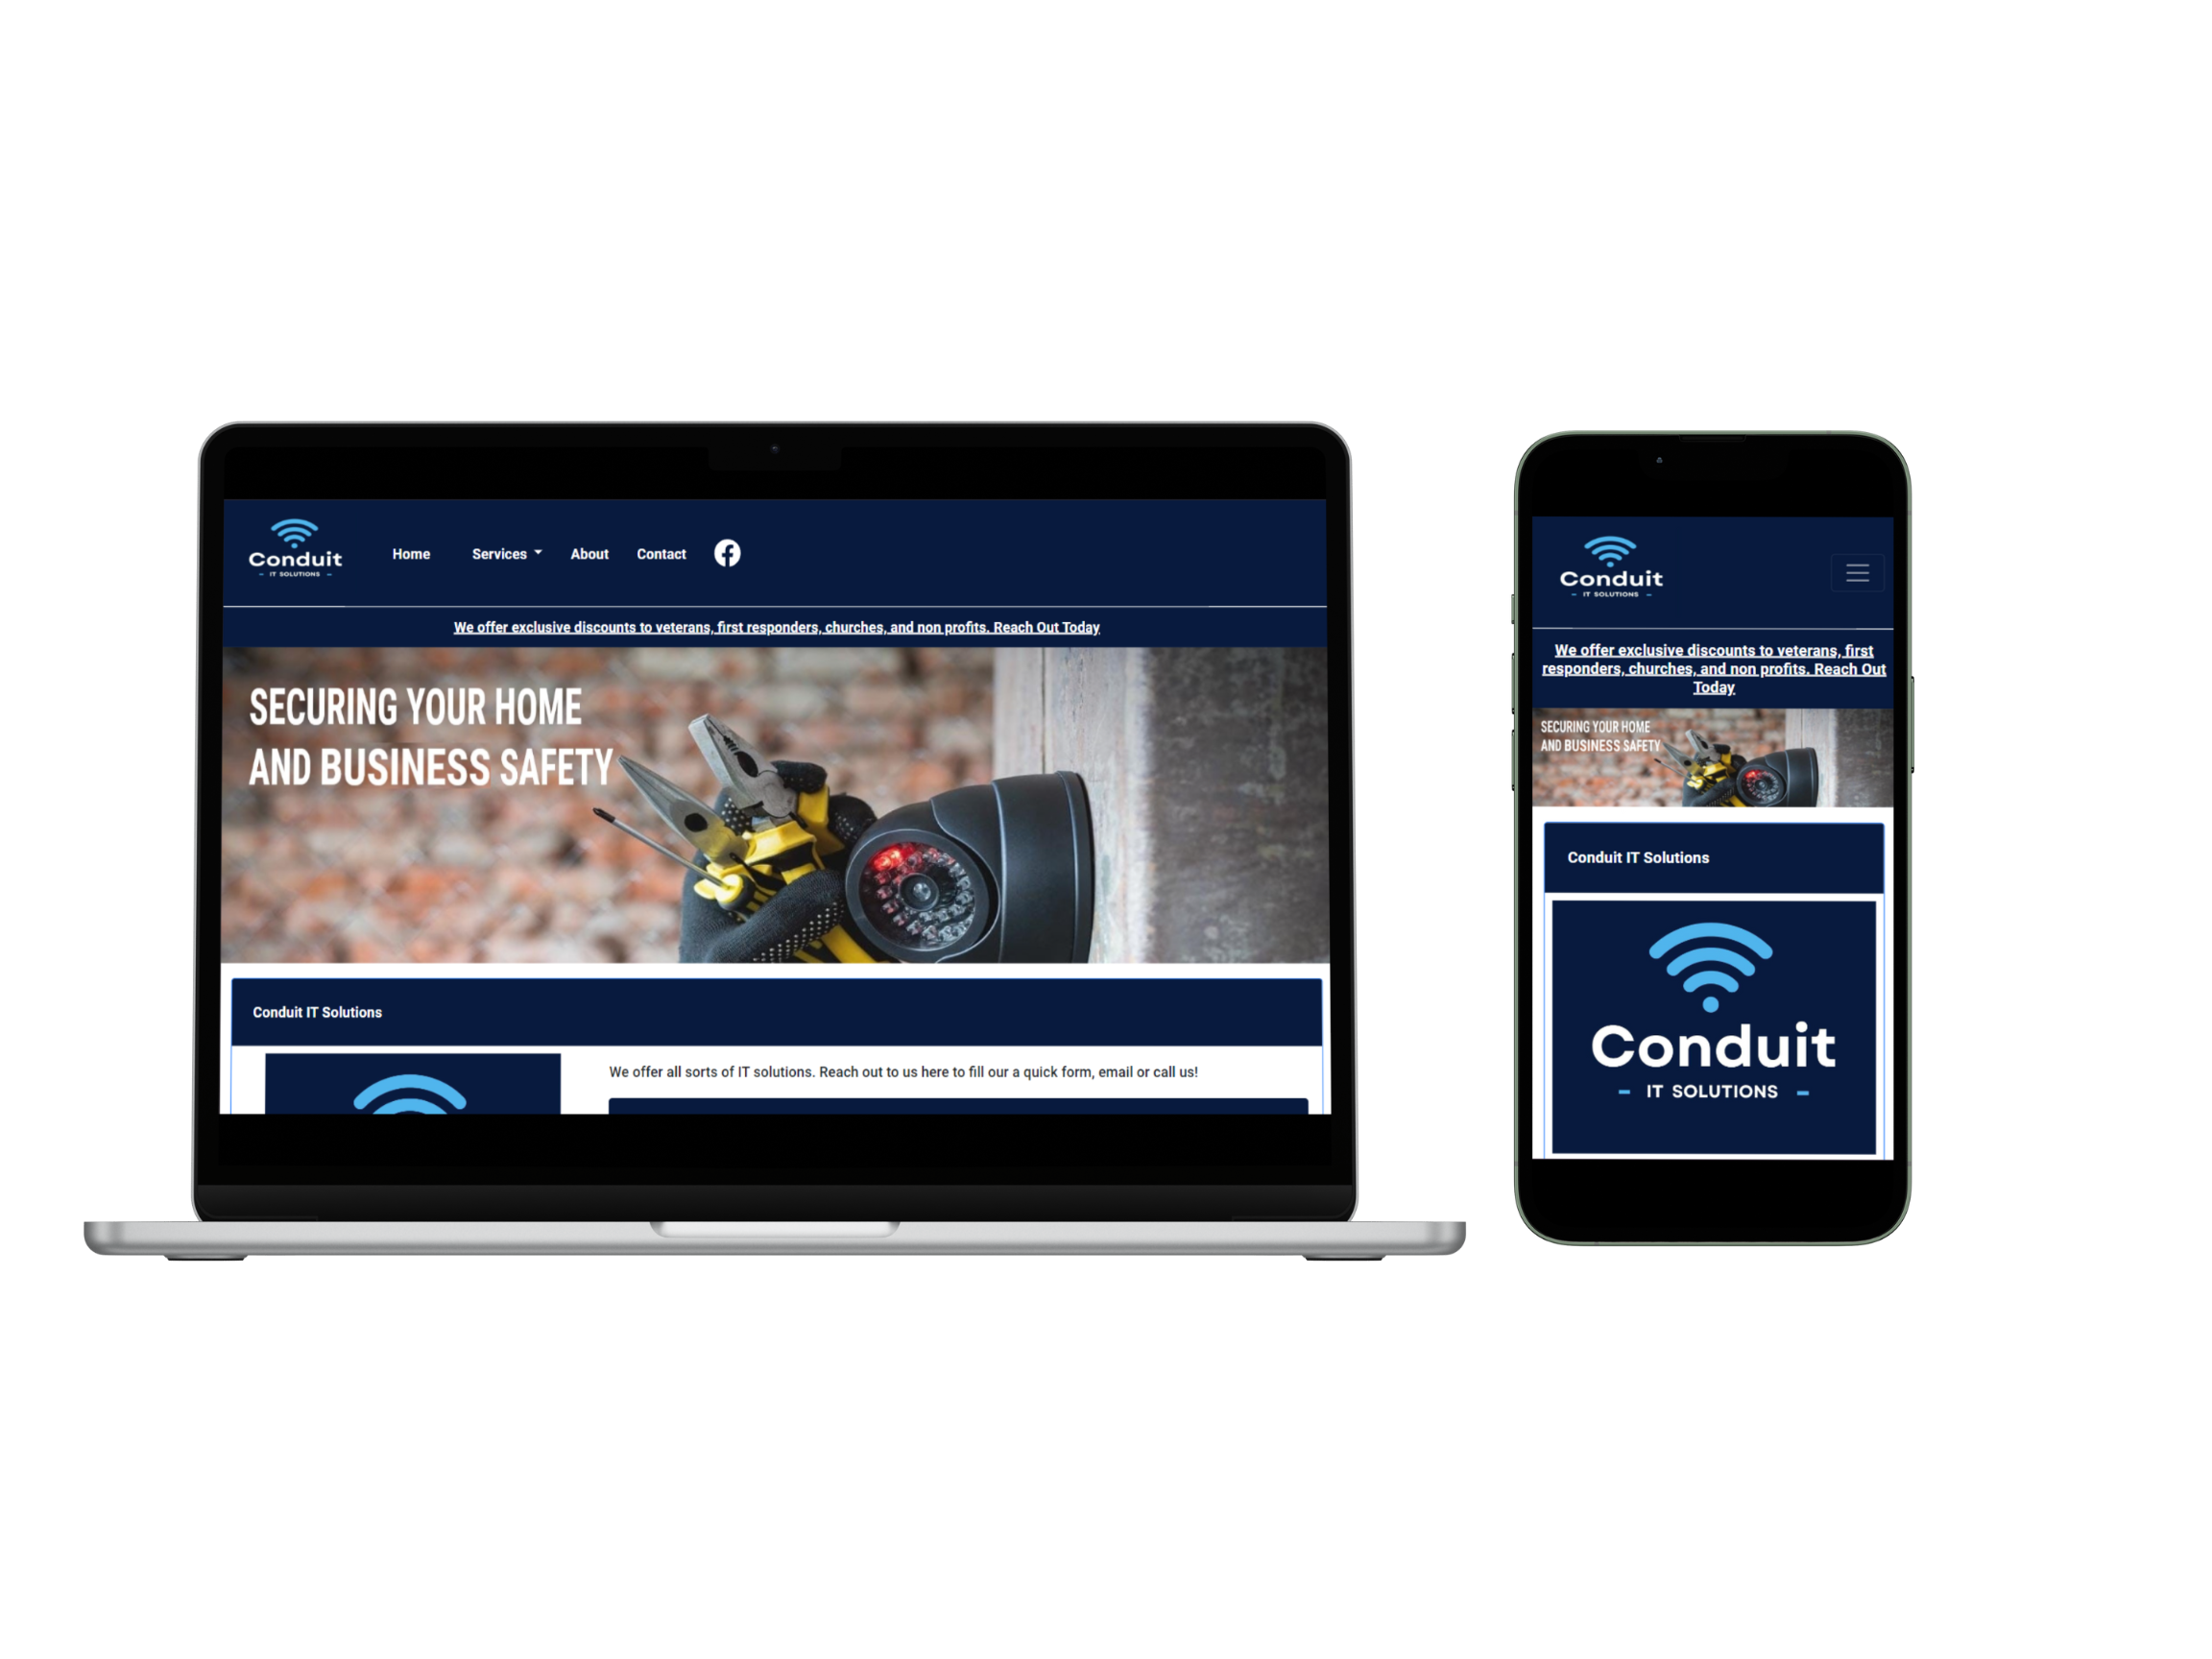 Conduit
- IT SOLUTIONS -
Home Services About Contact
We offer exclusive discounts to veterans, first responders, churches, and non profits. Reach Out Today
SECURING YOUR HOME
AND BUSINESS SAFETY
Conduit IT Solutions
We offer all sorts of IT solutions. Reach out to us here to fill our a quick form, email or call us!
Conduit
- IT SOLUTIONS -
We offer exclusive discounts to veterans, first
responders, churches, and non profits. Reach Out
Today
SECURING YOUR HOME
AND BUSINESS SAFETY
Conduit IT Solutions
Conduit
- IT SOLUTIONS -